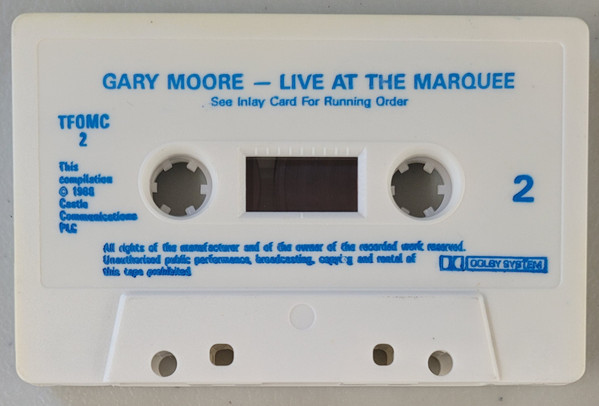 GARY MOORE — LIVE AT THE MARQUEE
See Inlay Card For Running Order
TFOMC
2
This
compilation
© 1988
Castle
Communications
PLC
2
All rights of the manufacturer and of the owner of the recorded work reserved.
Unauthorised public performance, broadcasting, copying and rental of
this tape prohibited
DOLBY SYSTEM